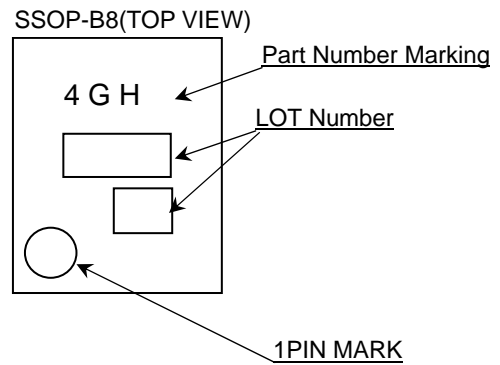 SSOP-B8(TOP VIEW)
Part Number Marking
4 G H
LOT Number
1PIN MARK